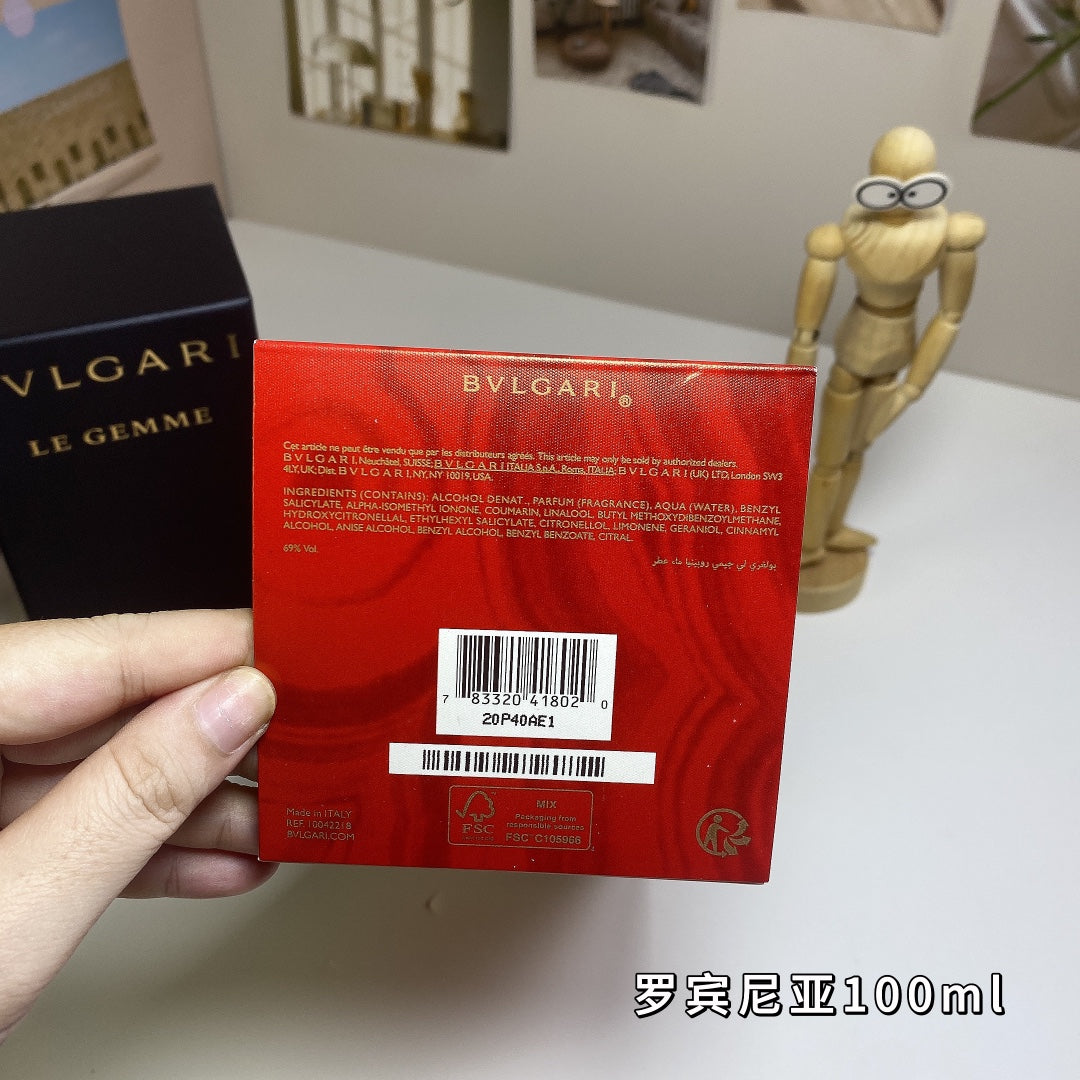 VLGARI
LE GEMME
BVLGARI®
Cet article ne peut être vendu que par les distributeurs agréés. This article may only be sold by authorized dealers.
BVLGARI, Neuchâtel, SUISSE; BVLGARI ITALIA S.p.A., Roma, ITALIA; BVLGARI (UK) LTD, London SW3
4LY, UK; Dist. BVLGARI, NY, NY 10019, USA.
INGREDIENTS (CONTAINS): ALCOHOL DENAT., PARFUM (FRAGRANCE), AQUA (WATER), BENZYL
SALICYLATE, ALPHA-ISOMETHYL IONONE, COUMARIN, LINALOOL, BUTYL METHOXYDIBENZOYLMETHANE,
HYDROXYCITRONELLAL, ETHYLHEXYL SALICYLATE, CITRONELLOL, LIMONENE, GERANIOL, CINNAMYL
ALCOHOL, ANISE ALCOHOL, BENZYL ALCOHOL, BENZYL BENZOATE, CITRAL.
69% Vol.
بولغري لي جيمي روبينيا ماء عطر
7 83320 41802 0
20P40AE1
Made in ITALY
REF. 10042218
BVLGARI.COM
FSC
MIX
Packaging from
responsible sources
FSC™ C105966
罗宾尼亚100ml